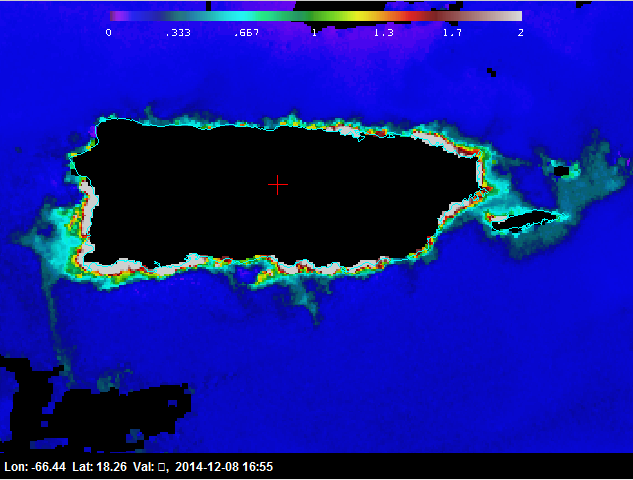 0 .333 .667 1 1.3 1.7 2
Lon: -66.44 Lat: 18.26 Val: □, 2014-12-08 16:55